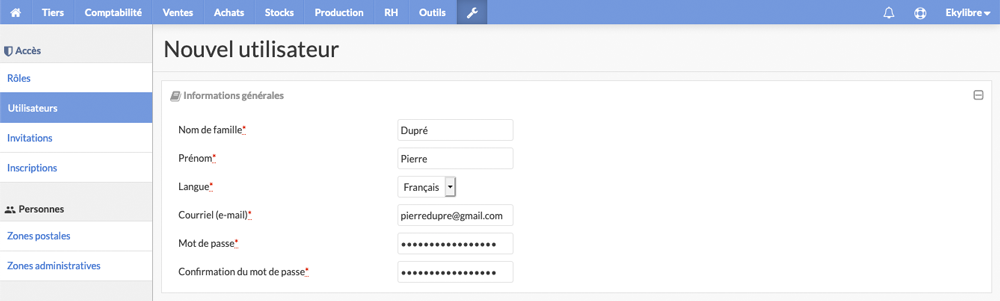 Tiers Comptabilité Ventes Achats Stocks Production RH Outils Ekylibre
Accès
Rôles
Utilisateurs
Invitations
Inscriptions
Personnes
Zones postales
Zones administratives
Nouvel utilisateur
Informations générales
Nom de famille* Dupré
Prénom* Pierre
Langue* Français
Courriel (e-mail)* pierredupre@gmail.com
Mot de passe* •••••••••••••••••
Confirmation du mot de passe* •••••••••••••••••